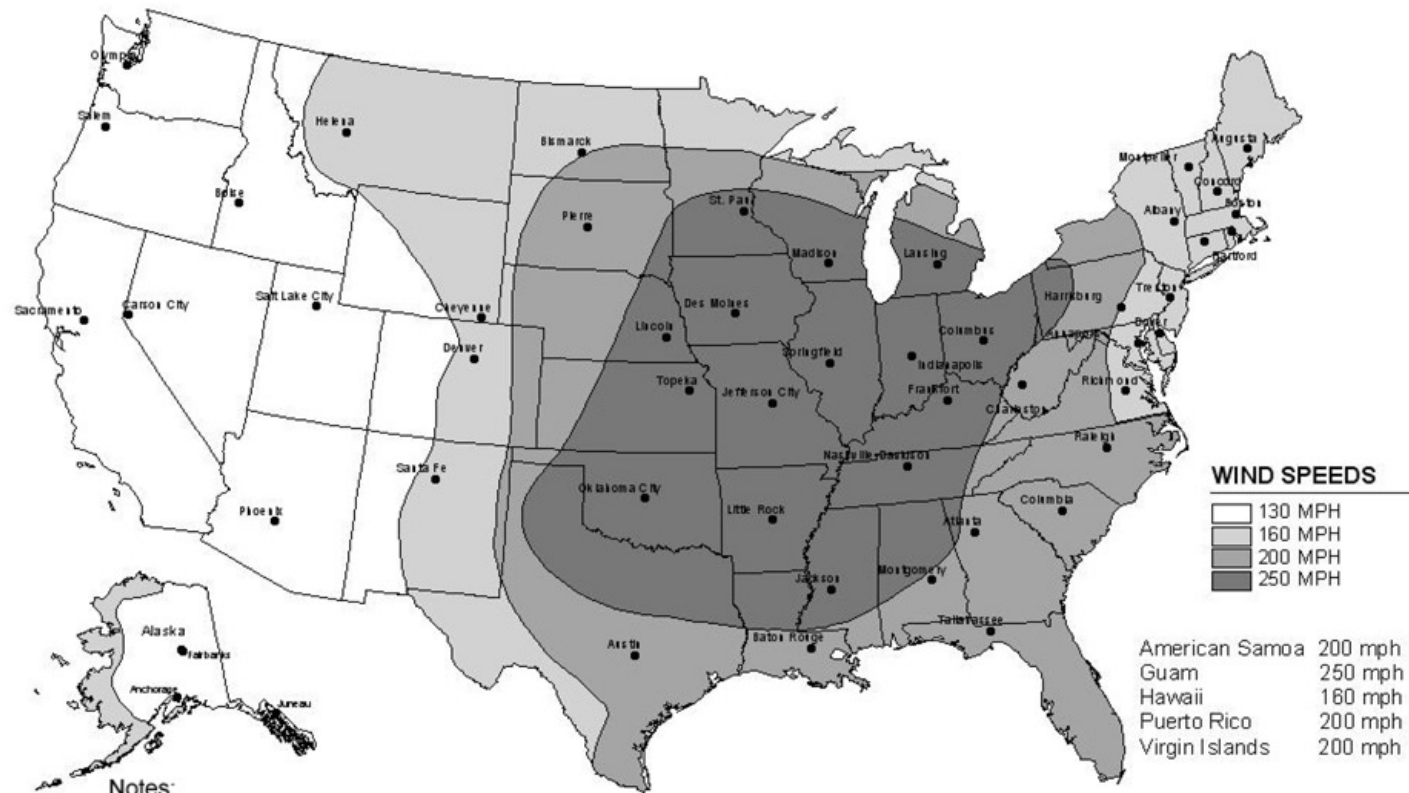 Olympia
Salem
Helena
Bismarck
Boise
Pierre
St. Paul
Madison
Lansing
Montpelier
Augusta
Concord
Albany
Boston
Hartford
Sacramento
Carson City
Salt Lake City
Cheyenne
Denver
Lincoln
Des Moines
Springfield
Columbus
Indianapolis
Harrisburg
Trenton
Dover
Annapolis
Topeka
Jefferson City
Frankfort
Charleston
Richmond
Raleigh
Santa Fe
Phoenix
Oklahoma City
Little Rock
Nashville-Davidson
Columbia
Atlanta
Jackson
Montgomery
Tallahassee
Austin
Baton Rouge
Alaska
Fairbanks
Anchorage
Juneau
WIND SPEEDS
130 MPH
160 MPH
200 MPH
250 MPH
American Samoa 200 mph
Guam 250 mph
Hawaii 160 mph
Puerto Rico 200 mph
Virgin Islands 200 mph
Notes: